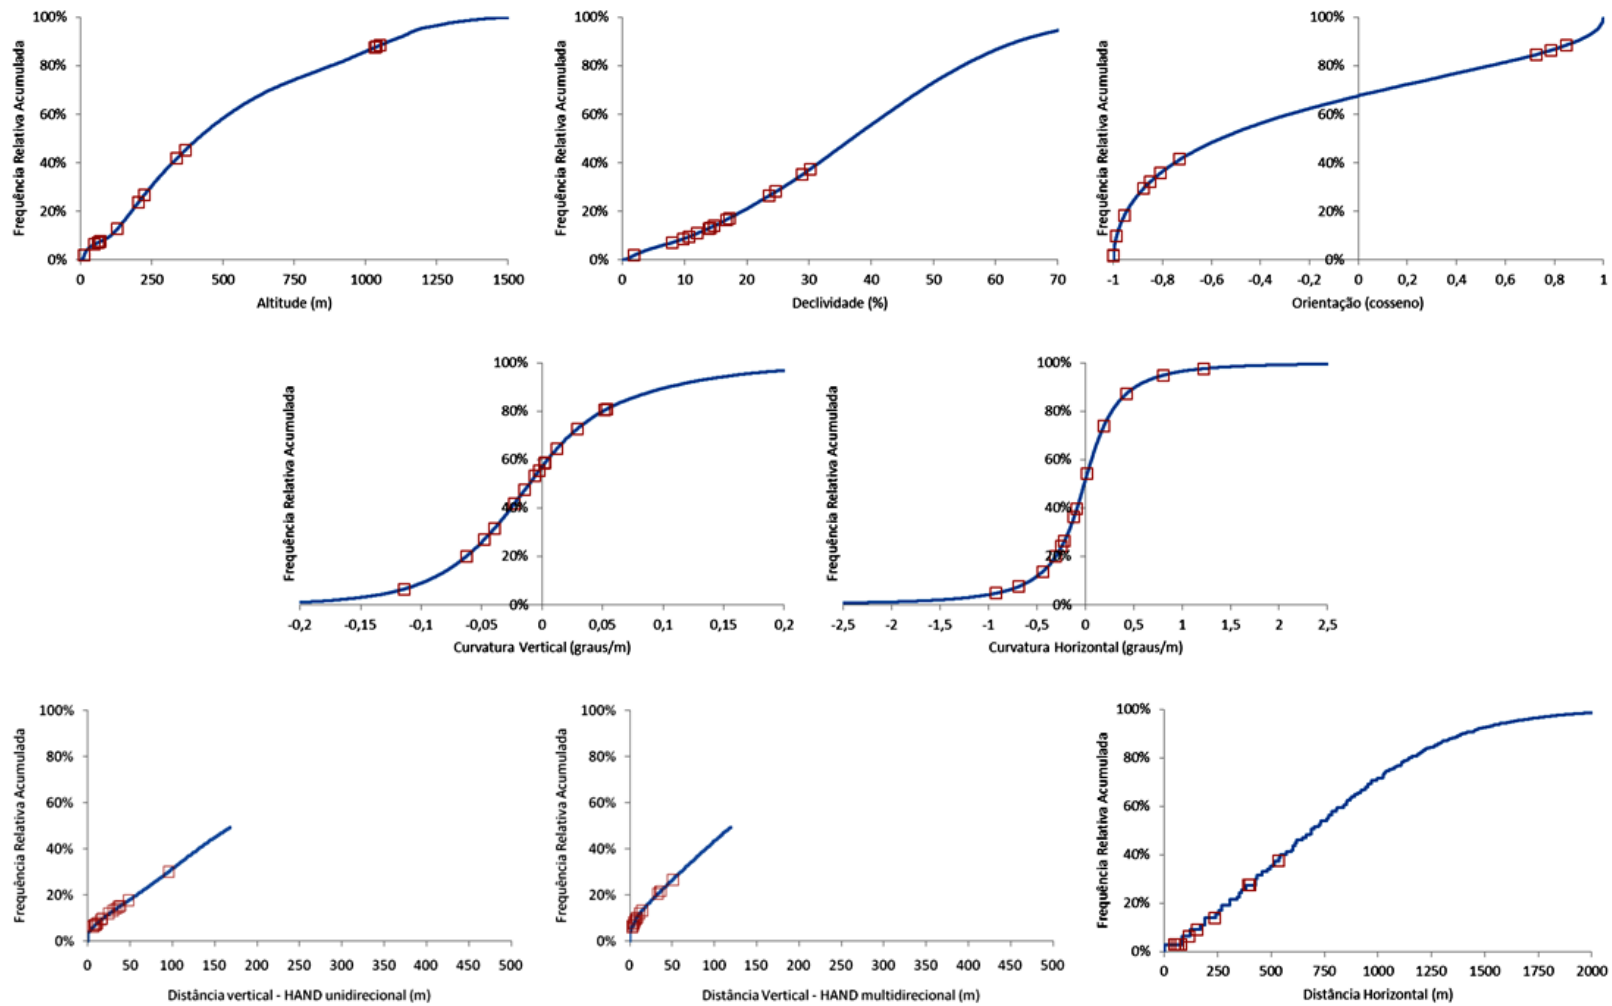 Frequência Relativa Acumulada
100%
80%
60%
40%
20%
0%
0 250 500 750 1000 1250 1500
Altitude (m)
Frequência Relativa Acumulada
100%
80%
60%
40%
20%
0%
0 10 20 30 40 50 60 70
Declividade (%)
Frequência Relativa Acumulada
100%
80%
60%
40%
20%
0%
-1 -0,8 -0,6 -0,4 -0,2 0 0,2 0,4 0,6 0,8 1
Orientação (cosseno)
Frequência Relativa Acumulada
100%
80%
60%
40%
20%
0%
-0,2 -0,15 -0,1 -0,05 0 0,05 0,1 0,15 0,2
Curvatura Vertical (graus/m)
Frequência Relativa Acumulada
100%
80%
60%
40%
20%
0%
-2,5 -2 -1,5 -1 -0,5 0 0,5 1 1,5 2 2,5
Curvatura Horizontal (graus/m)
Frequência Relativa Acumulada
100%
80%
60%
40%
20%
0%
0 50 100 150 200 250 300 350 400 450 500
Distância vertical - HAND unidirecional (m)
Frequência Relativa Acumulada
100%
80%
60%
40%
20%
0%
0 50 100 150 200 250 300 350 400 450 500
Distância Vertical - HAND multidirecional (m)
Frequência Relativa Acumulada
100%
80%
60%
40%
20%
0%
0 250 500 750 1000 1250 1500 1750 2000
Distância Horizontal (m)